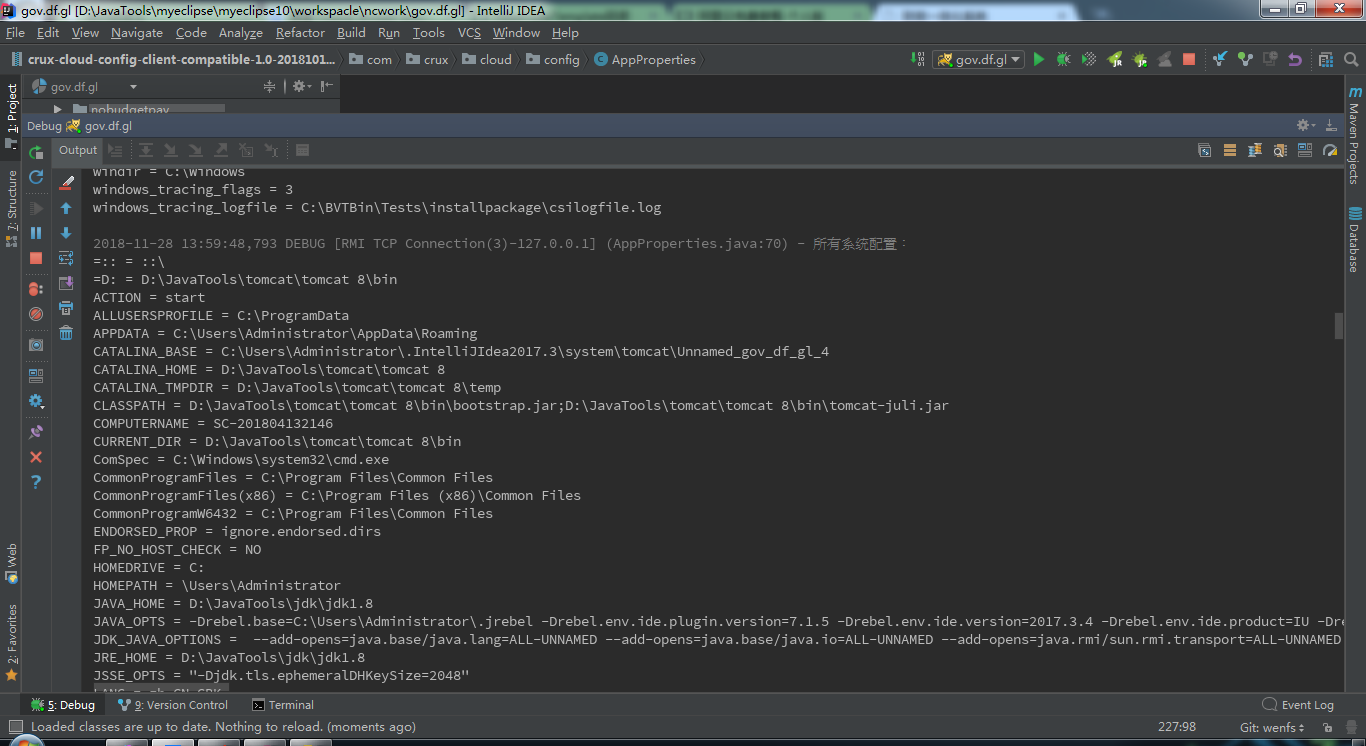 gov.df.gl [D:\JavaTools\myeclipse\myeclipse10\workspacle\ncwork\gov.df.gl] - IntelliJ IDEA
File Edit View Navigate Code Analyze Refactor Build Run Tools VCS Window Help
crux-cloud-config-client-compatible-1.0-2018101... com crux cloud config AppProperties gov.df.gl
1: Project
gov.df.gl
nobudgetpay
Debug gov.df.gl
Output
Maven Projects
7: Structure
Database
windir = C:\Windows
windows_tracing_flags = 3
windows_tracing_logfile = C:\BVTBin\Tests\installpackage\csilogfile.log
2018-11-28 13:59:48,793 DEBUG [RMI TCP Connection(3)-127.0.0.1] (AppProperties.java:70) - 所有系统配置：
=:: = ::\
=D: = D:\JavaTools\tomcat\tomcat 8\bin
ACTION = start
ALLUSERSPROFILE = C:\ProgramData
APPDATA = C:\Users\Administrator\AppData\Roaming
CATALINA_BASE = C:\Users\Administrator\.IntelliJIdea2017.3\system\tomcat\Unnamed_gov_df_gl_4
CATALINA_HOME = D:\JavaTools\tomcat\tomcat 8
CATALINA_TMPDIR = D:\JavaTools\tomcat\tomcat 8\temp
CLASSPATH = D:\JavaTools\tomcat\tomcat 8\bin\bootstrap.jar;D:\JavaTools\tomcat\tomcat 8\bin\tomcat-juli.jar
COMPUTERNAME = SC-201804132146
CURRENT_DIR = D:\JavaTools\tomcat\tomcat 8\bin
ComSpec = C:\Windows\system32\cmd.exe
CommonProgramFiles = C:\Program Files\Common Files
CommonProgramFiles(x86) = C:\Program Files (x86)\Common Files
CommonProgramW6432 = C:\Program Files\Common Files
ENDORSED_PROP = ignore.endorsed.dirs
FP_NO_HOST_CHECK = NO
HOMEDRIVE = C:
HOMEPATH = \Users\Administrator
JAVA_HOME = D:\JavaTools\jdk\jdk1.8
JAVA_OPTS = -Drebel.base=C:\Users\Administrator\.jrebel -Drebel.env.ide.plugin.version=7.1.5 -Drebel.env.ide.version=2017.3.4 -Drebel.env.ide.product=IU -Dre
JDK_JAVA_OPTIONS =  --add-opens=java.base/java.lang=ALL-UNNAMED --add-opens=java.base/java.io=ALL-UNNAMED --add-opens=java.rmi/sun.rmi.transport=ALL-UNNAMED
JRE_HOME = D:\JavaTools\jdk\jdk1.8
JSSE_OPTS = "-Djdk.tls.ephemeralDHKeySize=2048"
LANG = zh_CN.GBK
Web
2: Favorites
5: Debug 9: Version Control Terminal Event Log
Loaded classes are up to date. Nothing to reload. (moments ago) 227:98 Git: wenfs